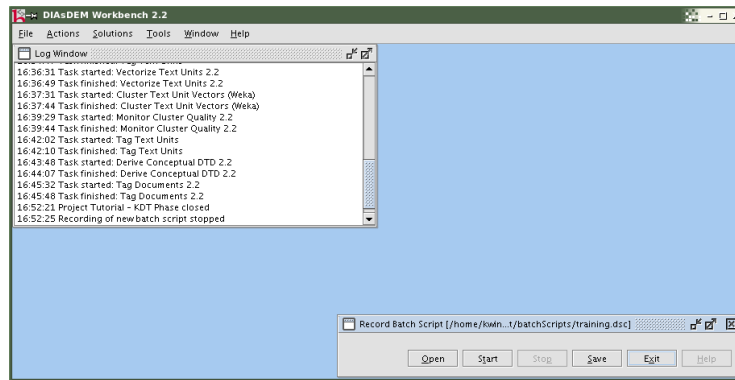 DIAsDEM Workbench 2.2
File Actions Solutions Tools Window Help
Log Window
16:36:31 Task started: Vectorize Text Units 2.2
16:36:49 Task finished: Vectorize Text Units 2.2
16:37:31 Task started: Cluster Text Unit Vectors (Weka)
16:37:44 Task finished: Cluster Text Unit Vectors (Weka)
16:39:29 Task started: Monitor Cluster Quality 2.2
16:39:44 Task finished: Monitor Cluster Quality 2.2
16:42:02 Task started: Tag Text Units
16:42:10 Task finished: Tag Text Units
16:43:48 Task started: Derive Conceptual DTD 2.2
16:44:07 Task finished: Derive Conceptual DTD 2.2
16:45:32 Task started: Tag Documents 2.2
16:45:48 Task finished: Tag Documents 2.2
16:52:21 Project Tutorial - KDT Phase closed
16:52:25 Recording of new batch script stopped
Record Batch Script [/home/kwin...t/batchScripts/training.dsc]
Open Start Stop Save Exit Help